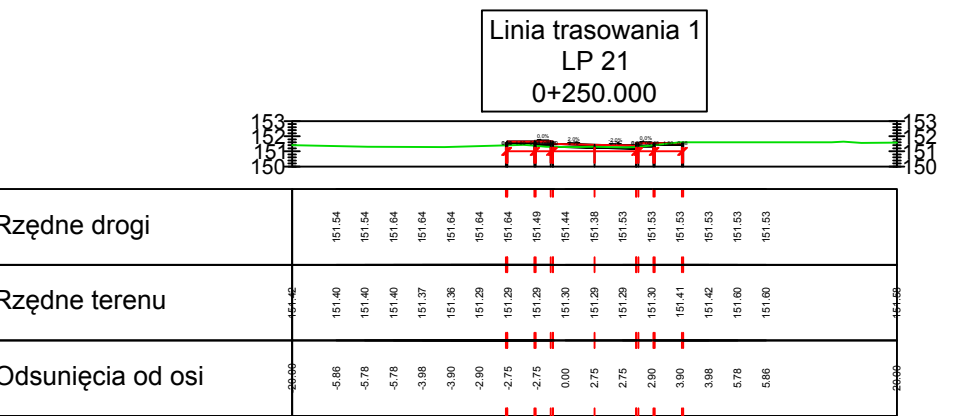 Linia trasowania 1
LP 21
0+250.000
153
152
151
150
153
152
151
150
0,0%
2,0%
-2,0%
0,0%
Rzędne drogi
151.54 151.54 151.64 151.64 151.64 151.64 151.64 151.49 151.44 151.38 151.53 151.53 151.53 151.53 151.53 151.53
Rzędne terenu
151.42 151.40 151.40 151.40 151.37 151.36 151.29 151.29 151.29 151.30 151.29 151.29 151.30 151.41 151.42 151.60 151.60 151.58
Odsunięcia od osi
-20.00 -5.86 -5.78 -5.78 -3.98 -3.90 -2.90 -2.75 -2.75 0.00 2.75 2.75 2.90 3.90 3.98 5.78 5.86 20.00